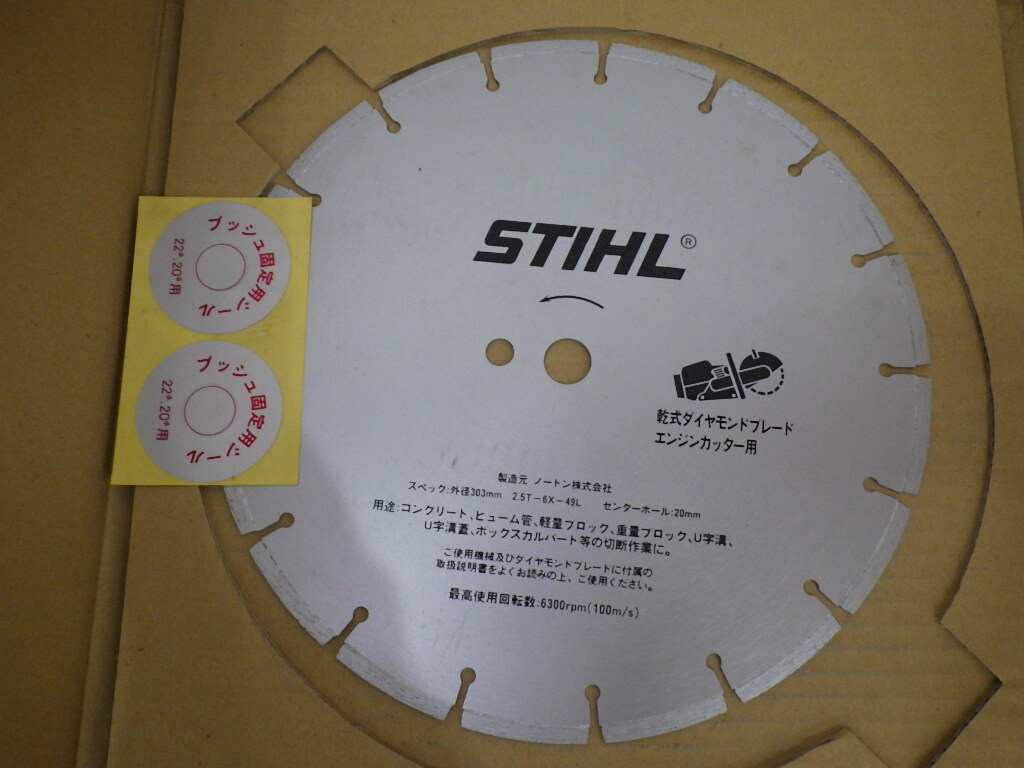 STIHL®
乾式ダイヤモンドブレード
エンジンカッター用
製造元 ノートン株式会社
スペック:外径303mm 2.5T-6X-49L センターホール:20mm
用途:コンクリート、ヒューム管、軽量ブロック、重量ブロック、U字溝、
U字溝蓋、ボックスカルバート等の切断作業に。
ご使用機械及びダイヤモンドブレードに付属の
取扱説明書をよくお読みの上、ご使用ください。
最高使用回転数:6300rpm(100m/s)
ブッシュ固定用シール
22ø.20ø用
ブッシュ固定用シール
22ø.20ø用